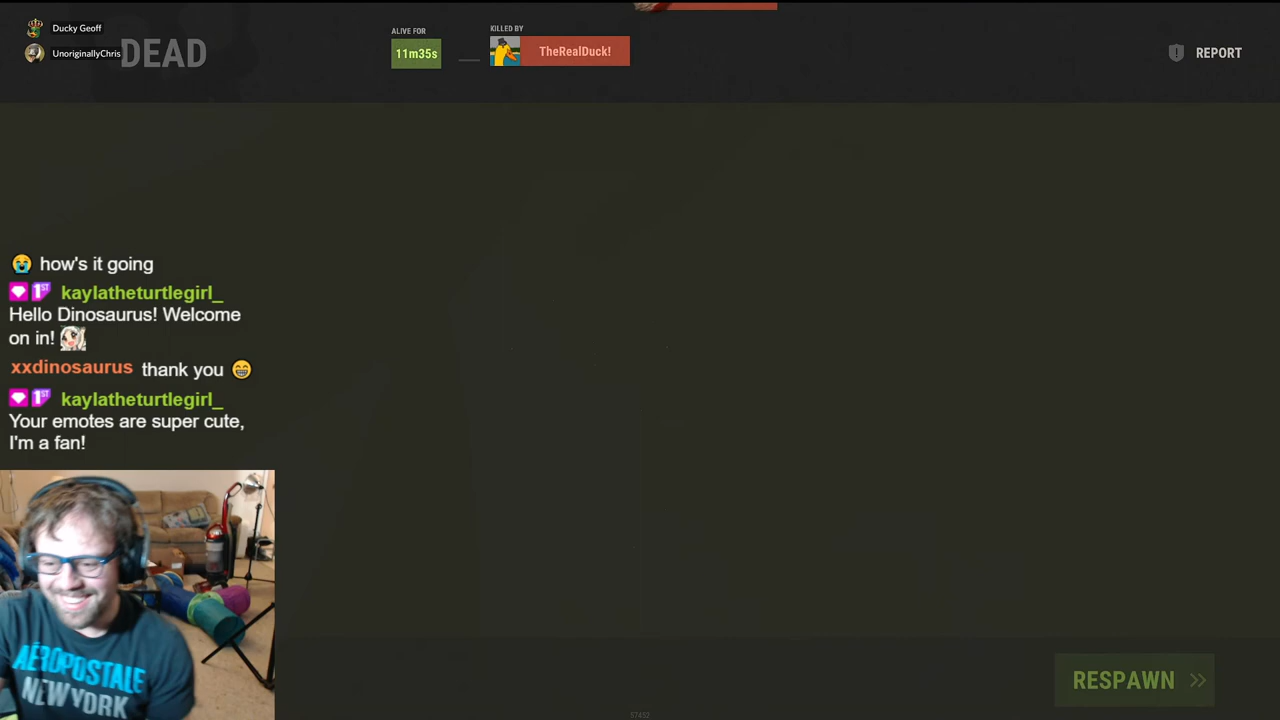 Ducky Geoff
UnoriginallyChris
DEAD
ALIVE FOR
11m35s
KILLED BY
TheRealDuck!
REPORT
how's it going
kaylatheturtlegirl_
Hello Dinosaurus! Welcome
on in!
xxdinosaurus thank you
kaylatheturtlegirl_
Your emotes are super cute,
I'm a fan!
AÉROPOSTALE
NEW YORK
RESPAWN